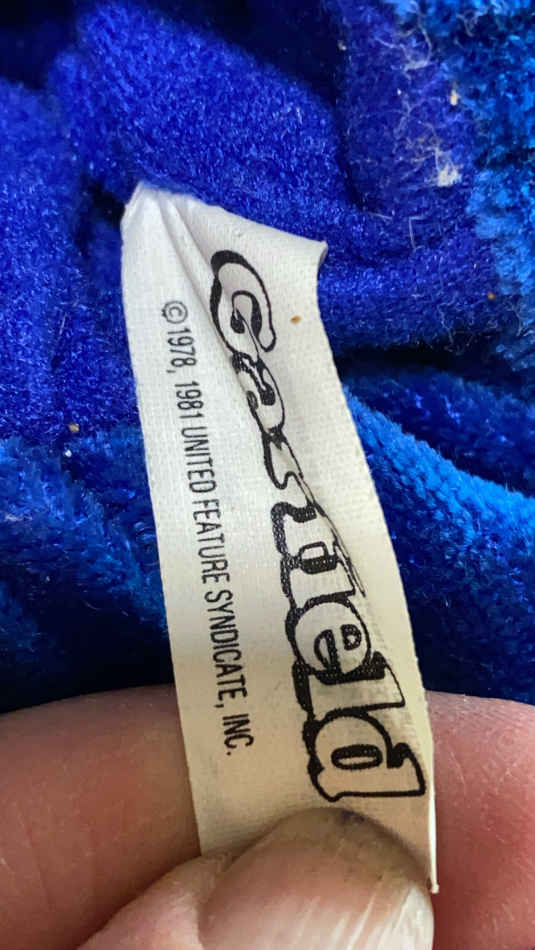 Garfield
©1978, 1981 UNITED FEATURE SYNDICATE, INC.